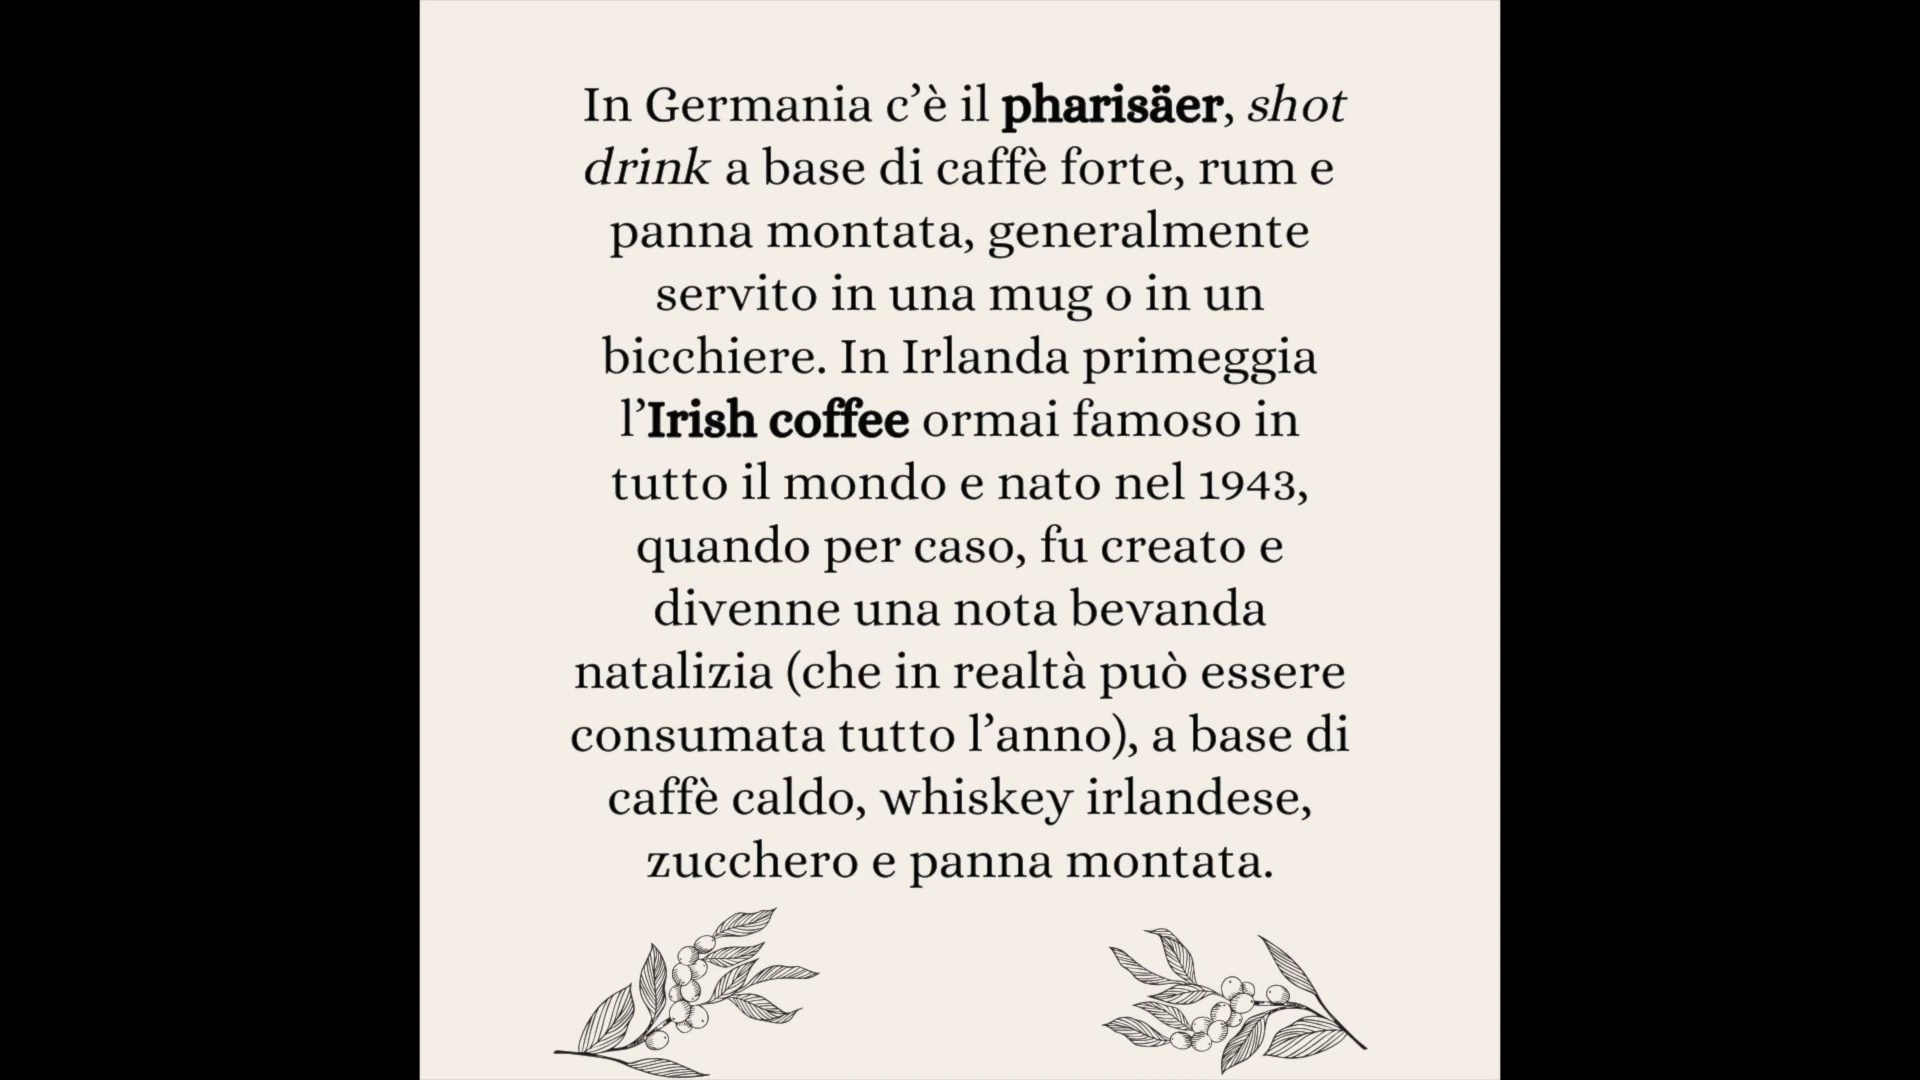 In Germania c’è il pharisäer, shot
drink a base di caffè forte, rum e
panna montata, generalmente
servito in una mug o in un
bicchiere. In Irlanda primeggia
l’Irish coffee ormai famoso in
tutto il mondo e nato nel 1943,
quando per caso, fu creato e
divenne una nota bevanda
natalizia (che in realtà può essere
consumata tutto l’anno), a base di
caffè caldo, whiskey irlandese,
zucchero e panna montata.